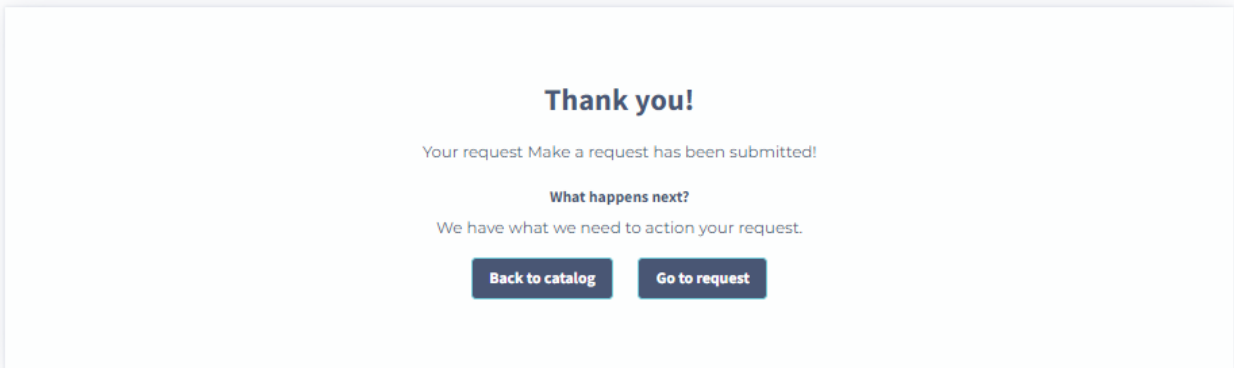 Thank you!
Your request Make a request has been submitted!
What happens next?
We have what we need to action your request.
Back to catalog
Go to request